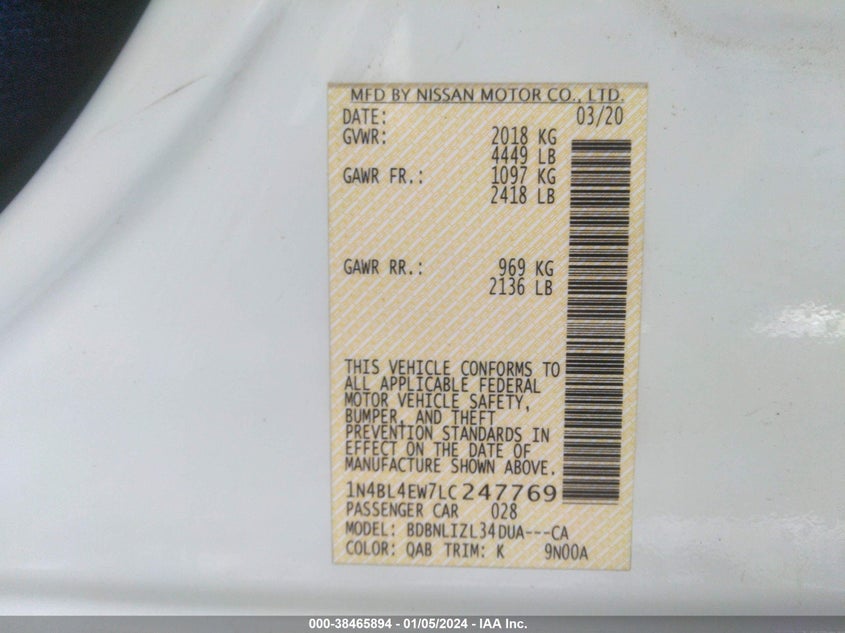 MFD BY NISSAN MOTOR CO., LTD.
DATE: 03/20
GVWR: 2018 KG
4449 LB
GAWR FR.: 1097 KG
2418 LB
GAWR RR.: 969 KG
2136 LB
THIS VEHICLE CONFORMS TO
ALL APPLICABLE FEDERAL
MOTOR VEHICLE SAFETY,
BUMPER, AND THEFT
PREVENTION STANDARDS IN
EFFECT ON THE DATE OF
MANUFACTURE SHOWN ABOVE.
1N4BL4EW7LC247769
PASSENGER CAR 028
MODEL: BDBNLIZL34DUA---CA
COLOR: QAB TRIM: K 9N00A
000-38465894 - 01/05/2024 - IAA Inc.